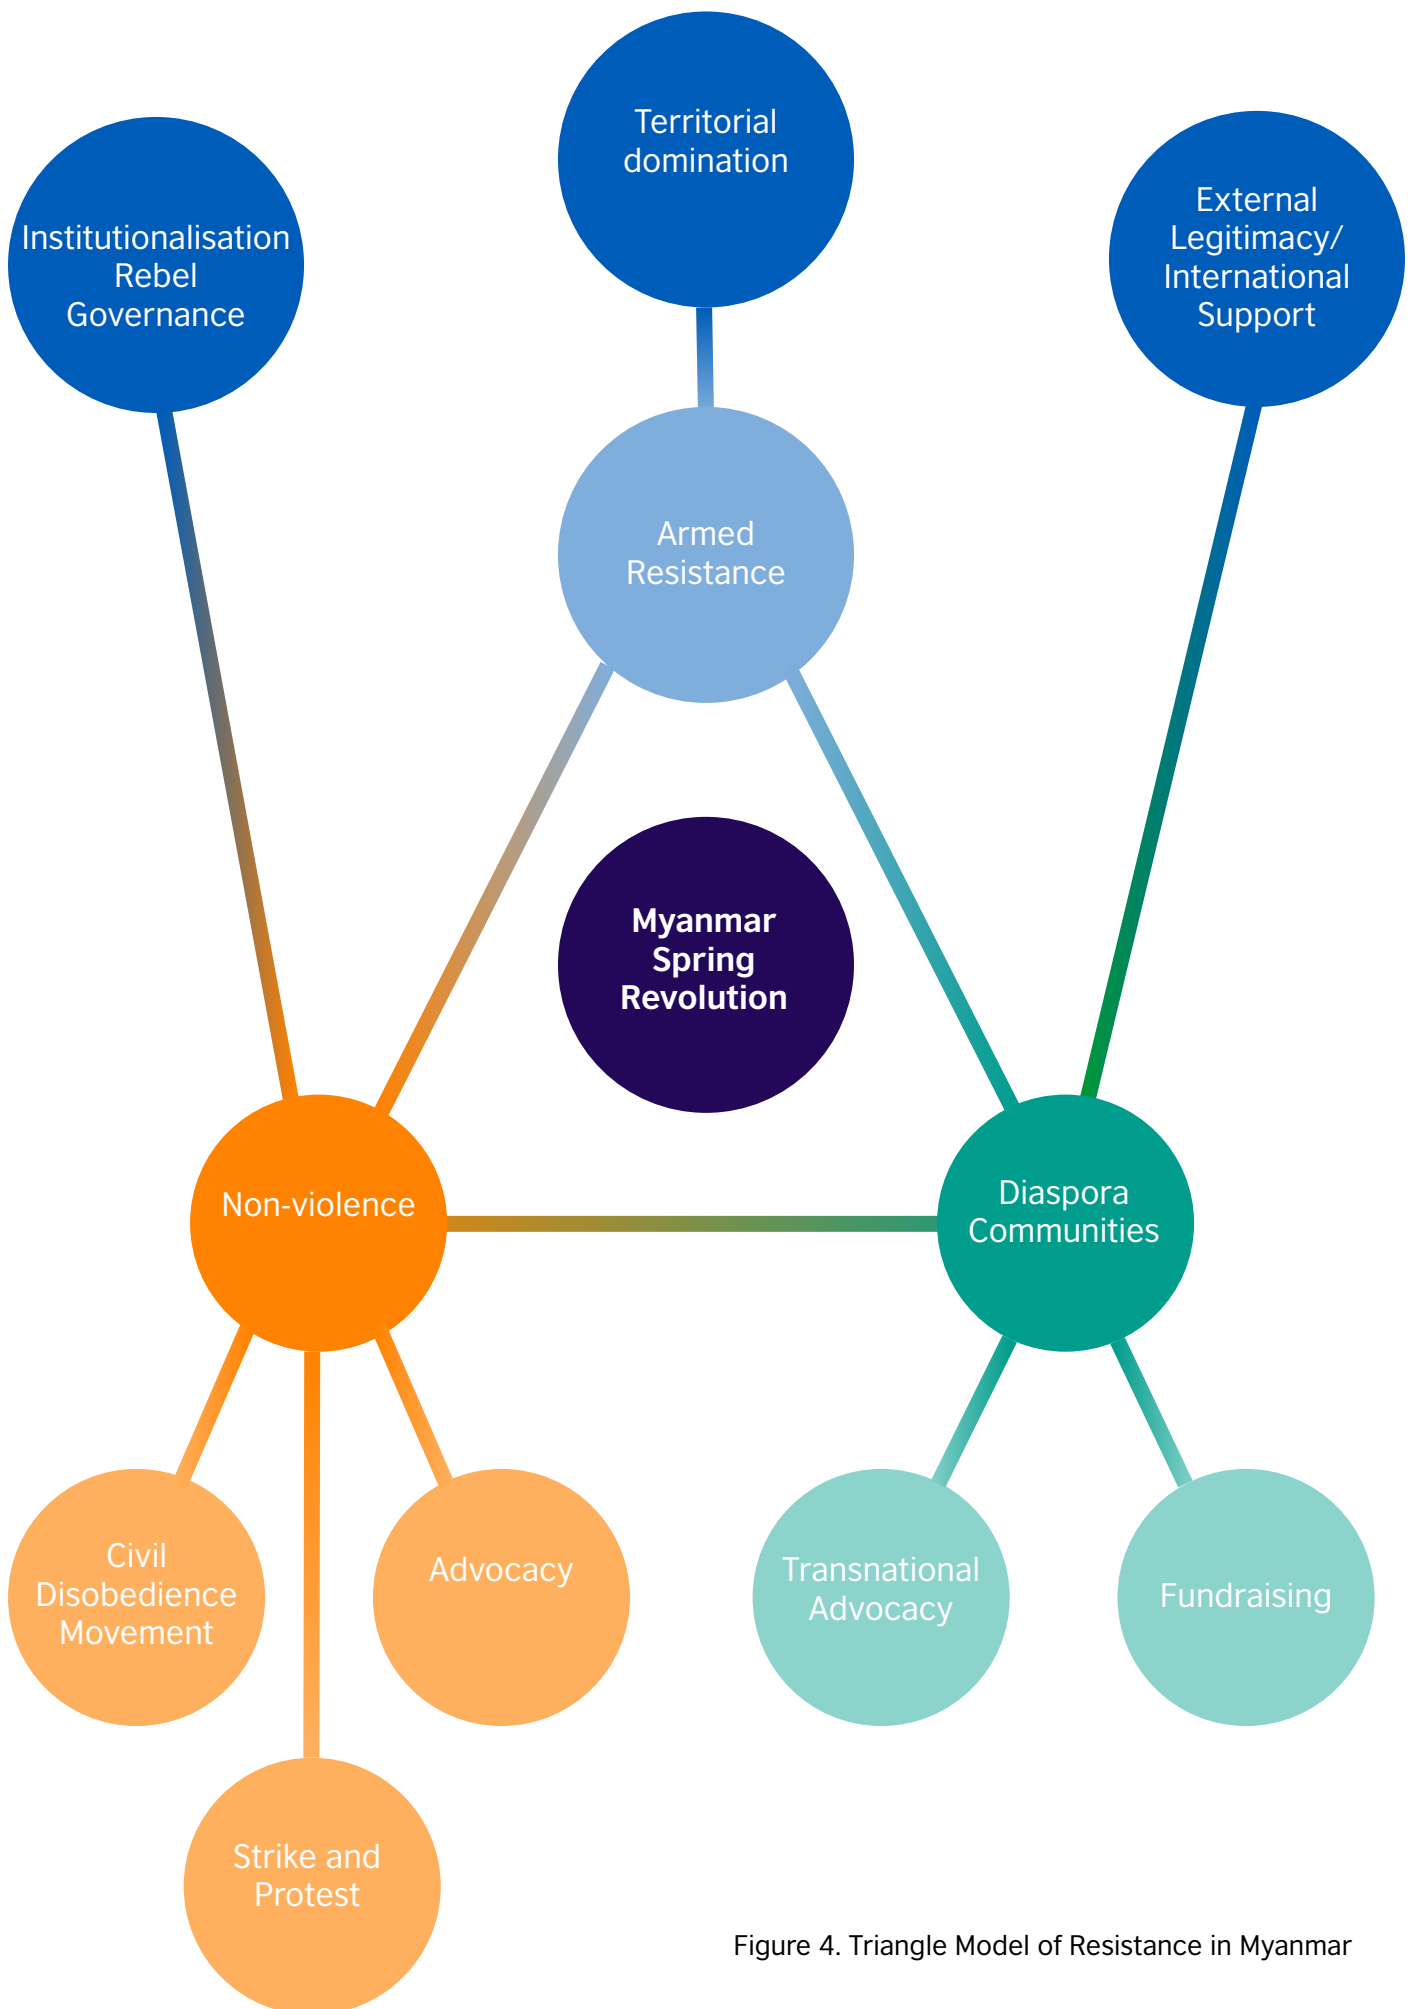 Territorial
domination
Institutionalisation
Rebel
Governance
External
Legitimacy/
International
Support
Armed
Resistance
Myanmar
Spring
Revolution
Non-violence
Diaspora
Communities
Civil
Disobedience
Movement
Advocacy
Transnational
Advocacy
Fundraising
Strike and
Protest
Figure 4. Triangle Model of Resistance in Myanmar